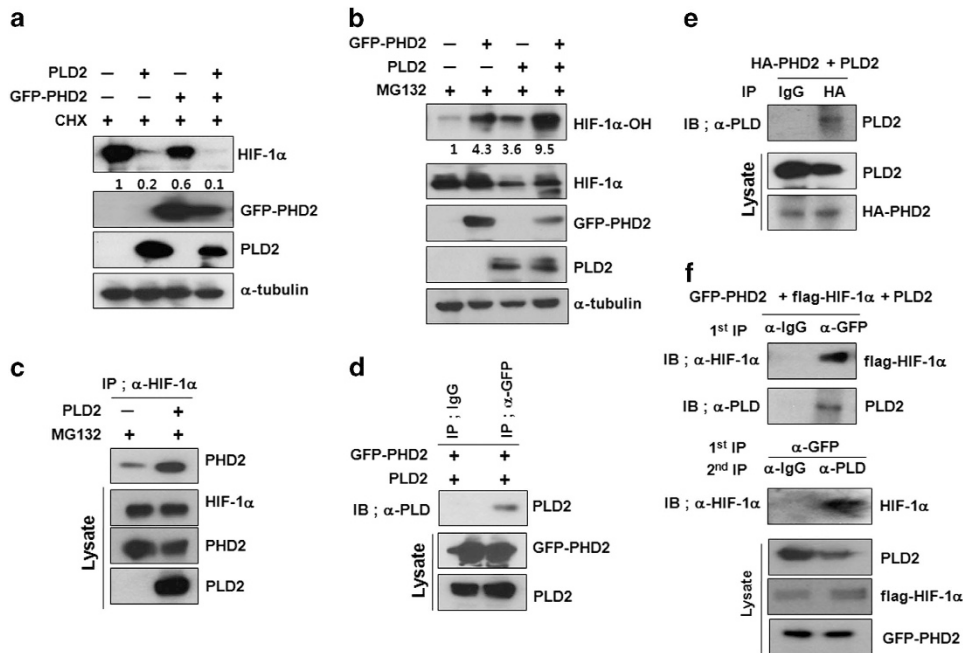 a
PLD2 – + – +
GFP-PHD2 – – + +
CHX + + + +
HIF-1α
1 0.2 0.6 0.1
GFP-PHD2
PLD2
α-tubulin
b
GFP-PHD2 – + – +
PLD2 – – + +
MG132 + + + +
HIF-1α-OH
1 4.3 3.6 9.5
HIF-1α
GFP-PHD2
PLD2
α-tubulin
c
IP ; α-HIF-1α
PLD2 – +
MG132 + +
PHD2
Lysate
HIF-1α
PHD2
PLD2
d
IP ; IgG
IP ; α-GFP
GFP-PHD2 + +
PLD2 + +
IB ; α-PLD PLD2
Lysate
GFP-PHD2
PLD2
e
HA-PHD2 + PLD2
IP IgG HA
IB ; α-PLD PLD2
Lysate
PLD2
HA-PHD2
f
GFP-PHD2 + flag-HIF-1α + PLD2
1st IP α-IgG α-GFP
IB ; α-HIF-1α flag-HIF-1α
IB ; α-PLD PLD2
1st IP α-GFP
2nd IP α-IgG α-PLD
IB ; α-HIF-1α HIF-1α
Lysate
PLD2
flag-HIF-1α
GFP-PHD2